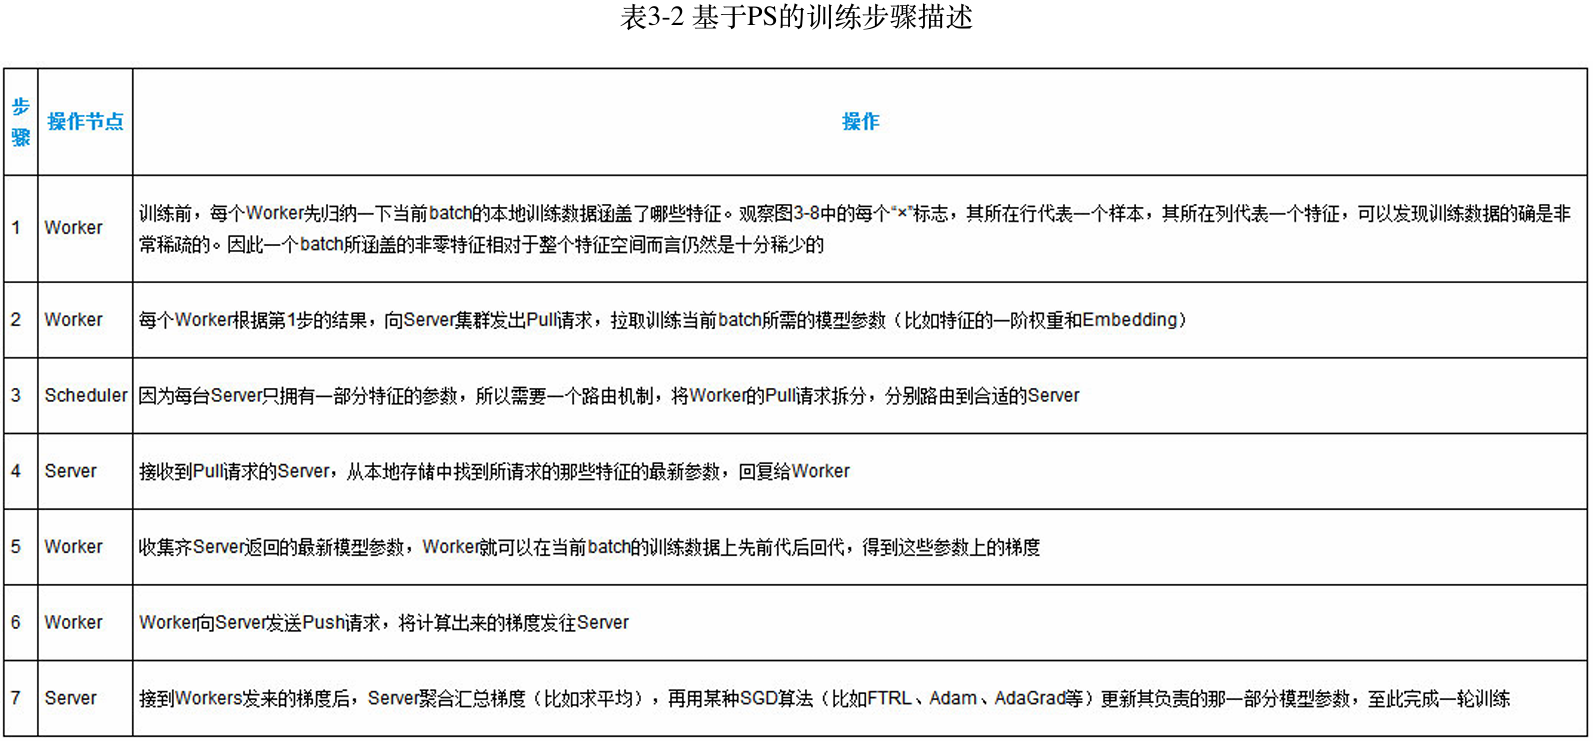 表3-2 基于PS的训练步骤描述
步
骤
操作节点
操作
1
Worker
训练前，每个Worker先归纳一下当前batch的本地训练数据涵盖了哪些特征。观察图3-8中的每个“×”标志，其所在行代表一个样本，其所在列代表一个特征，可以发现训练数据的确是非
常稀疏的。因此一个batch所涵盖的非零特征相对于整个特征空间而言仍然是十分稀少的
2
Worker
每个Worker根据第1步的结果，向Server集群发出Pull请求，拉取训练当前batch所需的模型参数（比如特征的一阶权重和Embedding）
3
Scheduler
因为每台Server只拥有一部分特征的参数，所以需要一个路由机制，将Worker的Pull请求拆分，分别路由到合适的Server
4
Server
接收到Pull请求的Server，从本地存储中找到所请求的那些特征的最新参数，回复给Worker
5
Worker
收集齐Server返回的最新模型参数，Worker就可以在当前batch的训练数据上先前代后回代，得到这些参数上的梯度
6
Worker
Worker向Server发送Push请求，将计算出来的梯度发往Server
7
Server
接到Workers发来的梯度后，Server聚合汇总梯度（比如求平均），再用某种SGD算法（比如FTRL、Adam、AdaGrad等）更新其负责的那一部分模型参数，至此完成一轮训练